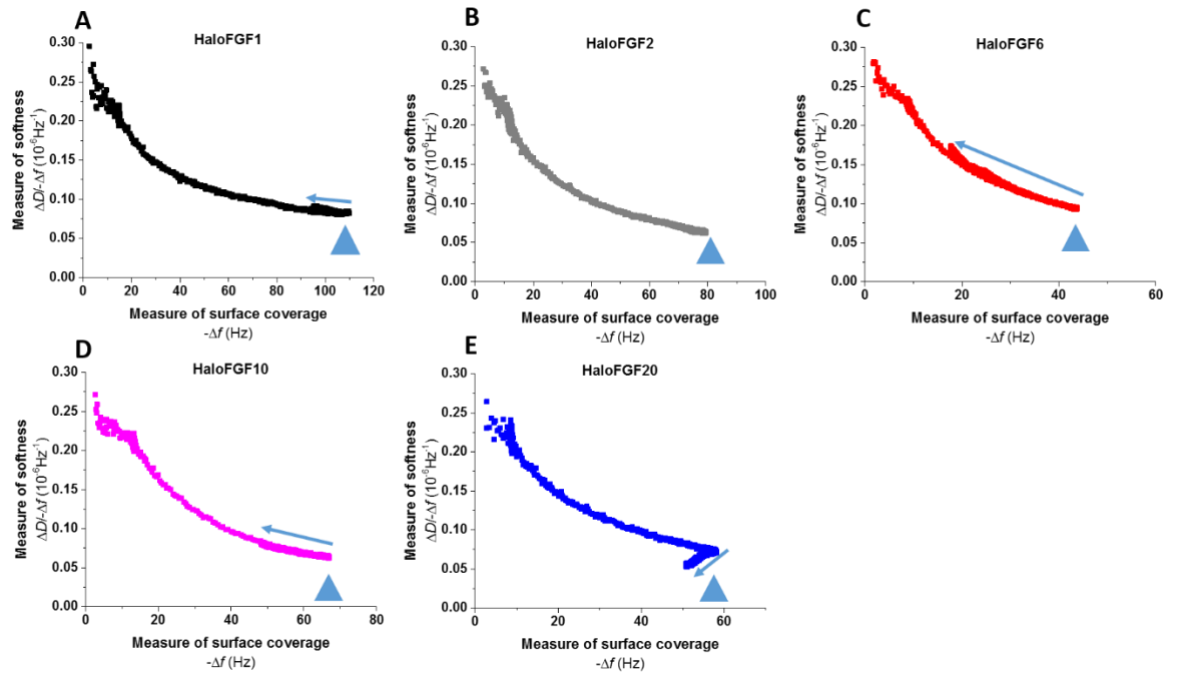 A
HaloFGF1
Measure of softness
ΔD/-Δf (10⁻⁶Hz⁻¹)
0.30
0.25
0.20
0.15
0.10
0.05
0.00
0 20 40 60 80 100 120
Measure of surface coverage
-Δf (Hz)
B
HaloFGF2
Measure of softness
ΔD/-Δf (10⁻⁶Hz⁻¹)
0.30
0.25
0.20
0.15
0.10
0.05
0.00
0 20 40 60 80 100
Measure of surface coverage
-Δf (Hz)
C
HaloFGF6
Measure of softness
ΔD/-Δf (10⁻⁶Hz⁻¹)
0.30
0.25
0.20
0.15
0.10
0.05
0.00
0 20 40 60
Measure of surface coverage
-Δf (Hz)
D
HaloFGF10
Measure of softness
ΔD/-Δf (10⁻⁶Hz⁻¹)
0.30
0.25
0.20
0.15
0.10
0.05
0.00
0 20 40 60 80
Measure of surface coverage
-Δf (Hz)
E
HaloFGF20
Measure of softness
ΔD/-Δf (10⁻⁶Hz⁻¹)
0.30
0.25
0.20
0.15
0.10
0.05
0.00
0 20 40 60
Measure of surface coverage
-Δf (Hz)